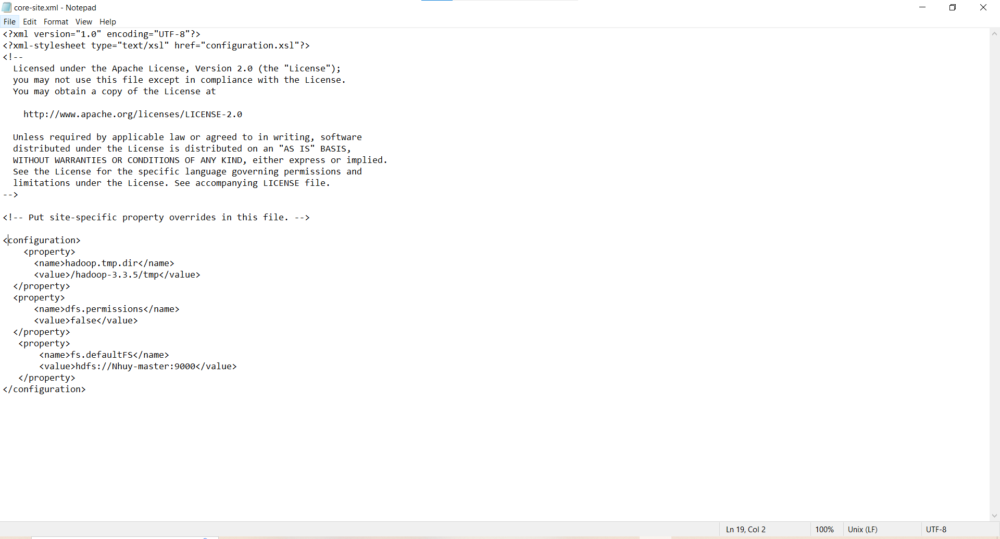 core-site.xml - Notepad
File Edit Format View Help
<?xml version="1.0" encoding="UTF-8"?>
<?xml-stylesheet type="text/xsl" href="configuration.xsl"?>
<!--
  Licensed under the Apache License, Version 2.0 (the "License");
  you may not use this file except in compliance with the License.
  You may obtain a copy of the License at

    http://www.apache.org/licenses/LICENSE-2.0

  Unless required by applicable law or agreed to in writing, software
  distributed under the License is distributed on an "AS IS" BASIS,
  WITHOUT WARRANTIES OR CONDITIONS OF ANY KIND, either express or implied.
  See the License for the specific language governing permissions and
  limitations under the License. See accompanying LICENSE file.
-->

<!-- Put site-specific property overrides in this file. -->

<configuration>
    <property>
      <name>hadoop.tmp.dir</name>
      <value>/hadoop-3.3.5/tmp</value>
  </property>
  <property>
      <name>dfs.permissions</name>
      <value>false</value>
  </property>
   <property>
       <name>fs.defaultFS</name>
       <value>hdfs://Nhuy-master:9000</value>
   </property>
</configuration>
Ln 19, Col 2 100% Unix (LF) UTF-8